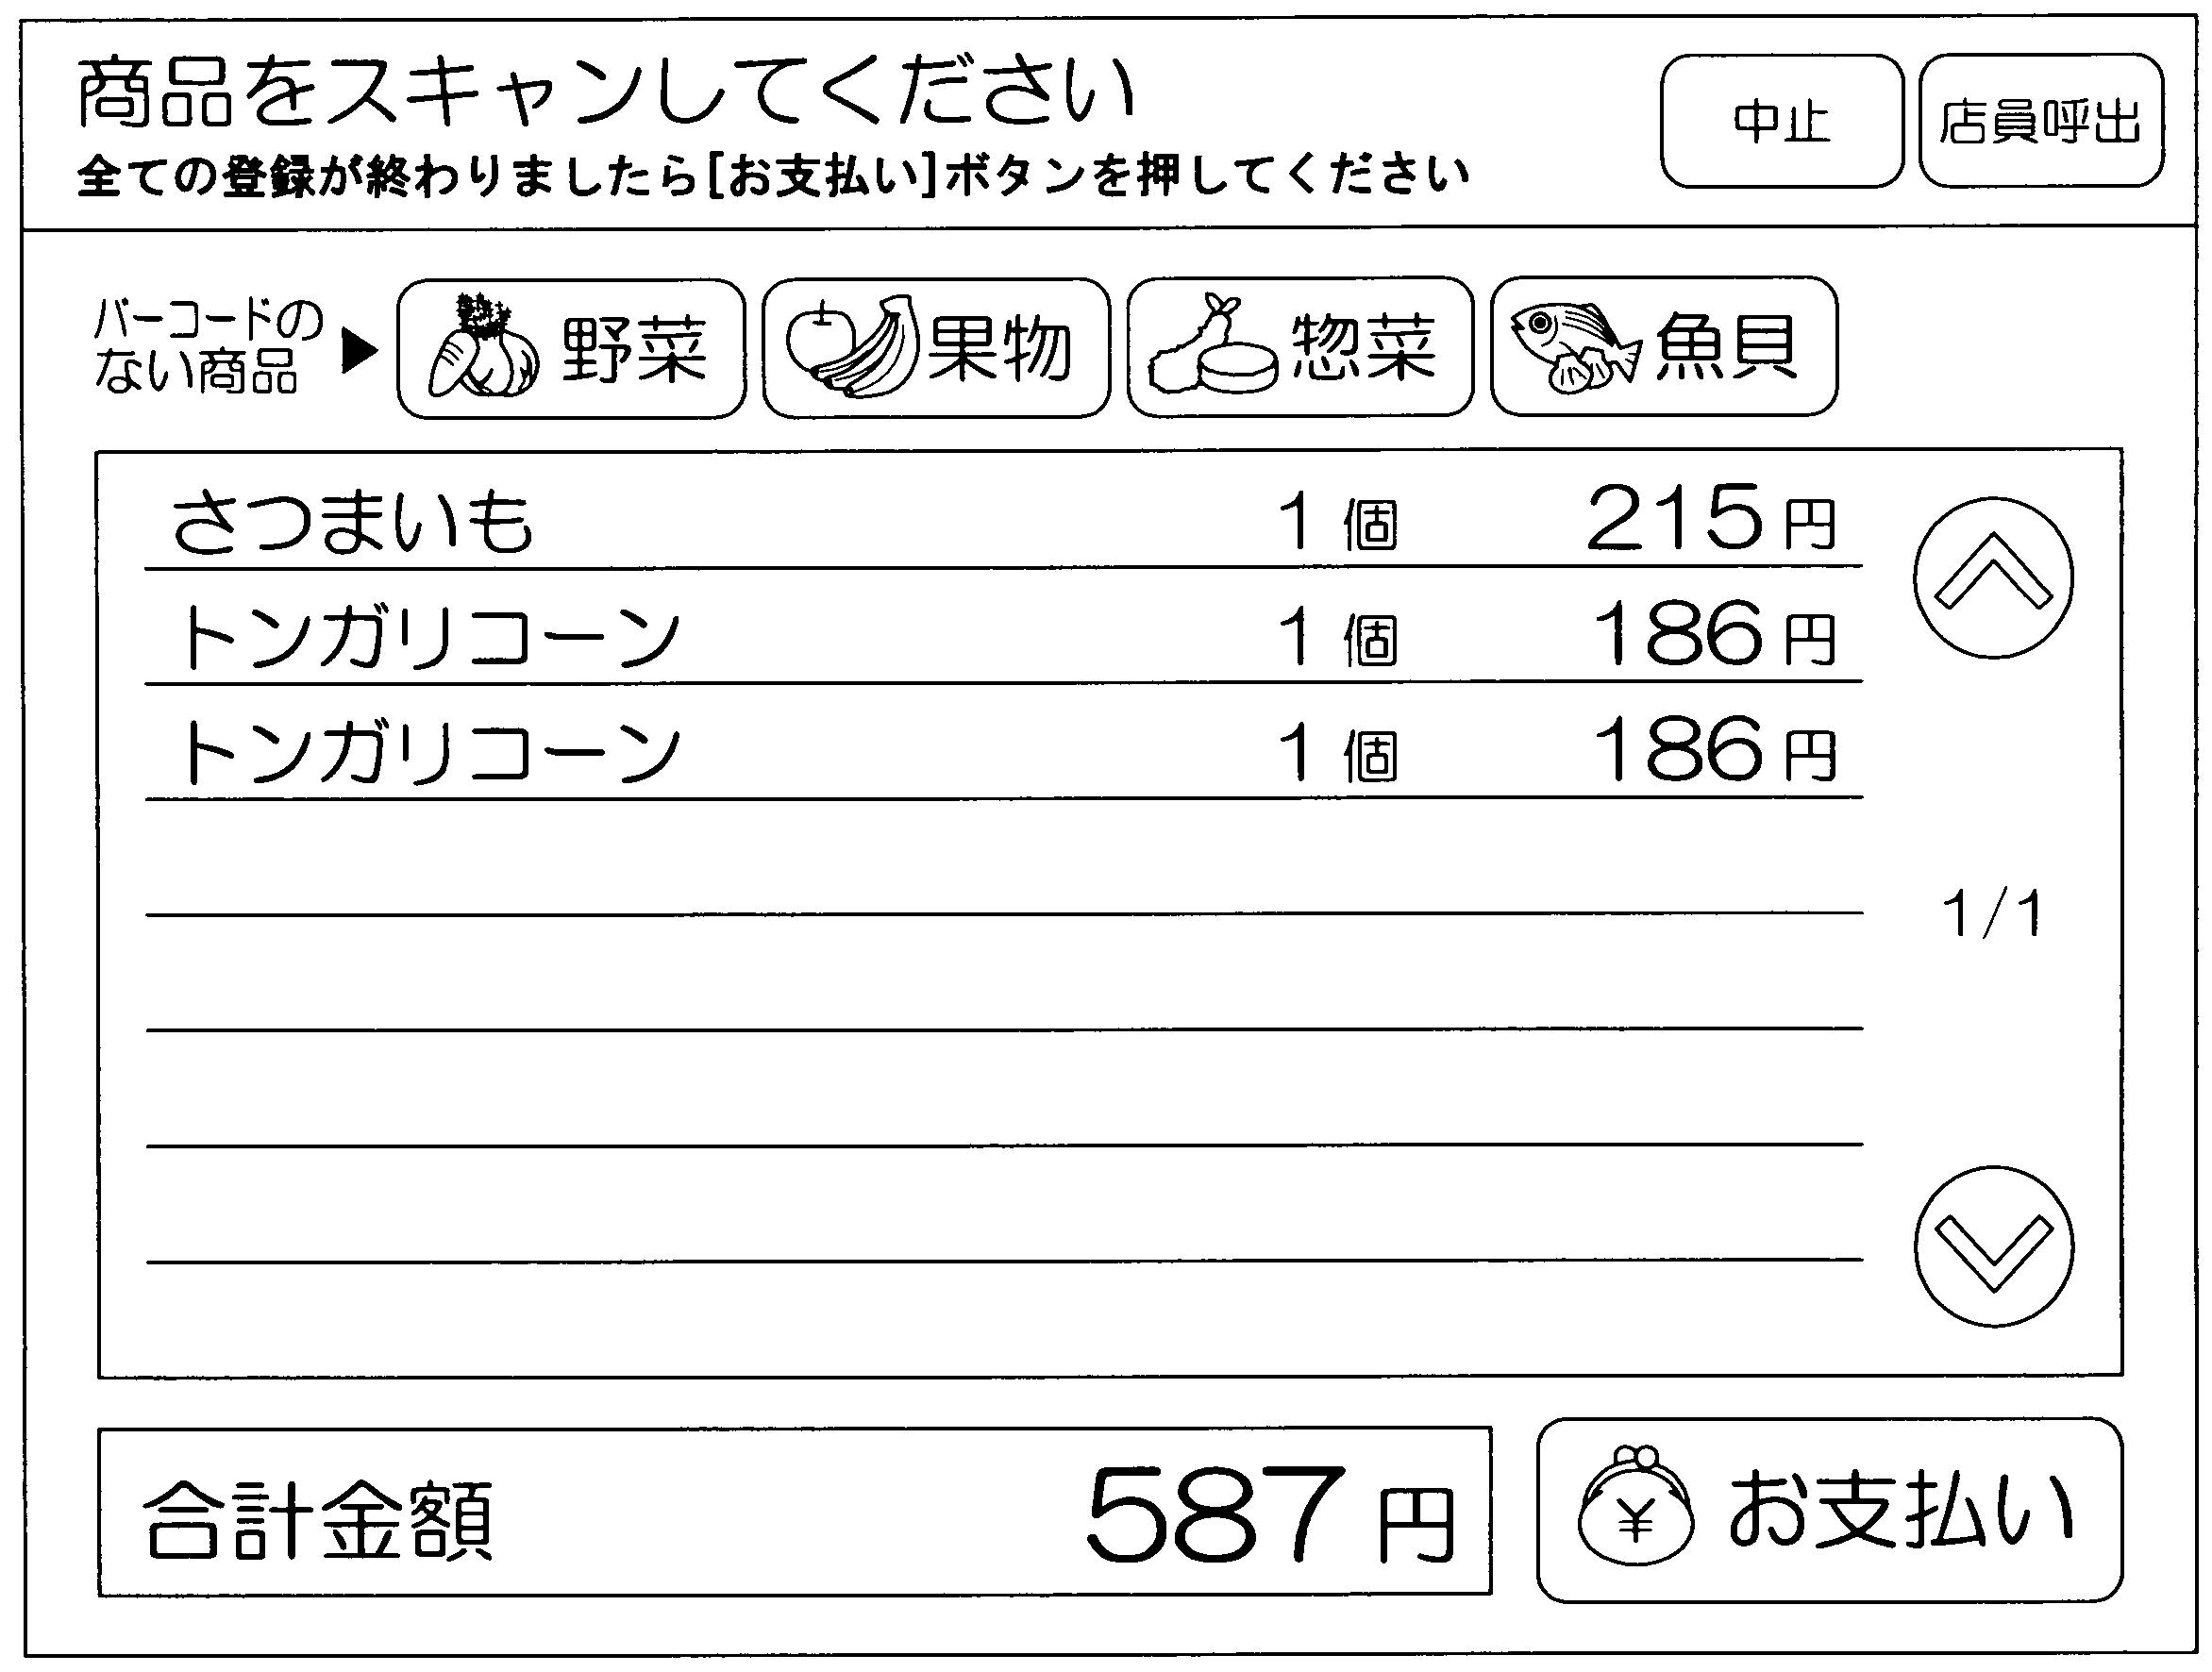 商品をスキャンしてください
全ての登録が終わりましたら[お支払い]ボタンを押してください
中止
店員呼出
バーコードの
ない商品
野菜
果物
惣菜
魚貝
さつまいも 1 個 215 円
トンガリコーン 1 個 186 円
トンガリコーン 1 個 186 円
1/1
合計金額 587 円
¥ お支払い